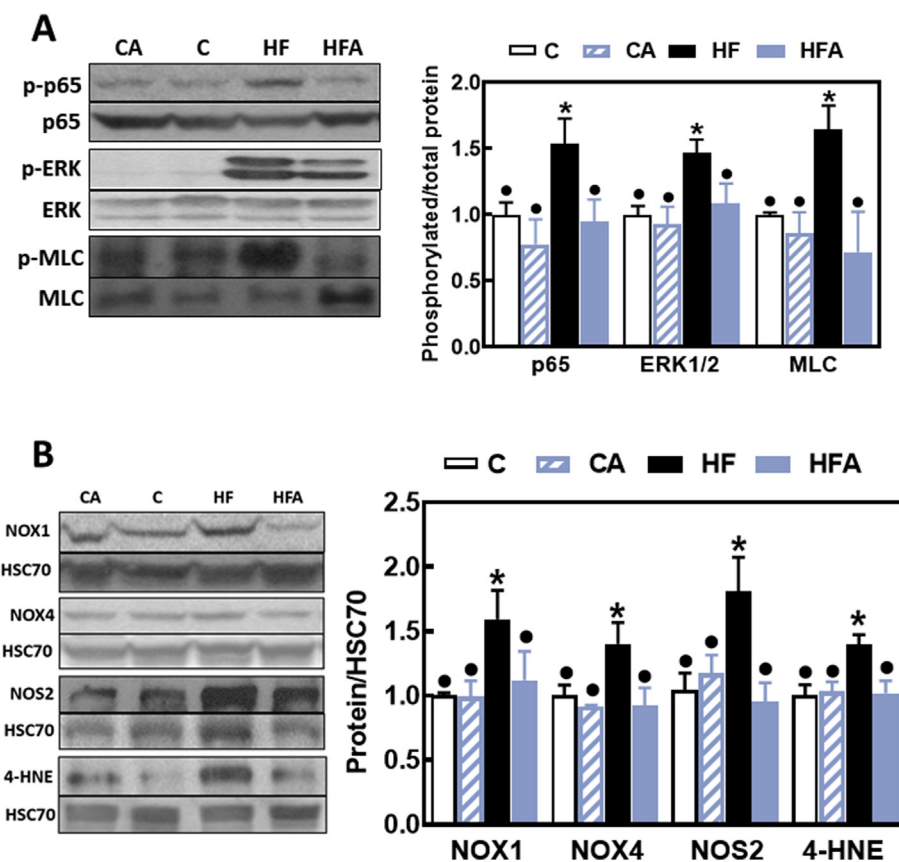 A
CA C HF HFA
p-p65
p65
p-ERK
ERK
p-MLC
MLC
C CA HF HFA
Phosphorylated/total protein
2.0
1.5
1.0
0.5
0.0
* * *
p65 ERK1/2 MLC
B
CA C HF HFA
NOX1
HSC70
NOX4
HSC70
NOS2
HSC70
4-HNE
HSC70
C CA HF HFA
Protein/HSC70
2.5
2.0
1.5
1.0
0.5
0.0
* * * *
NOX1 NOX4 NOS2 4-HNE